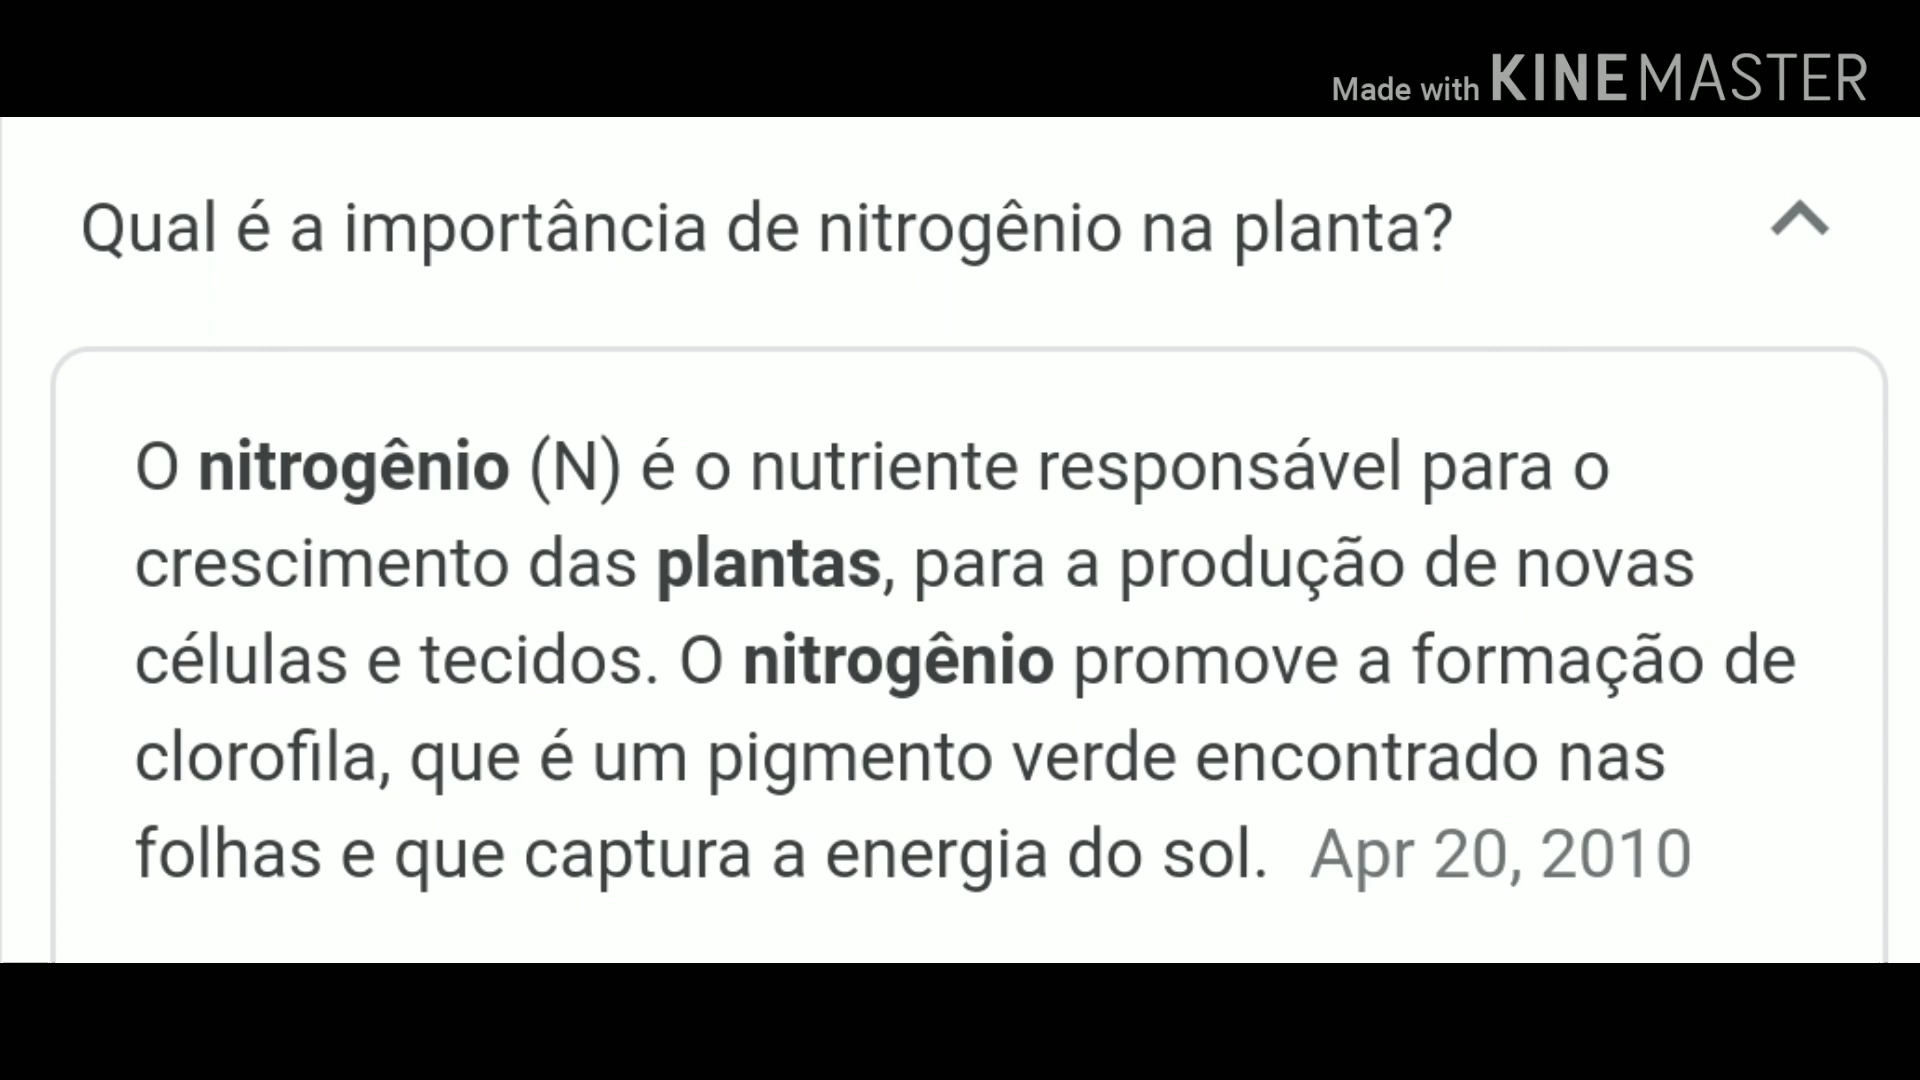 Made with KINEMASTER
Qual é a importância de nitrogênio na planta?
O nitrogênio (N) é o nutriente responsável para o
crescimento das plantas, para a produção de novas
células e tecidos. O nitrogênio promove a formação de
clorofila, que é um pigmento verde encontrado nas
folhas e que captura a energia do sol. Apr 20, 2010